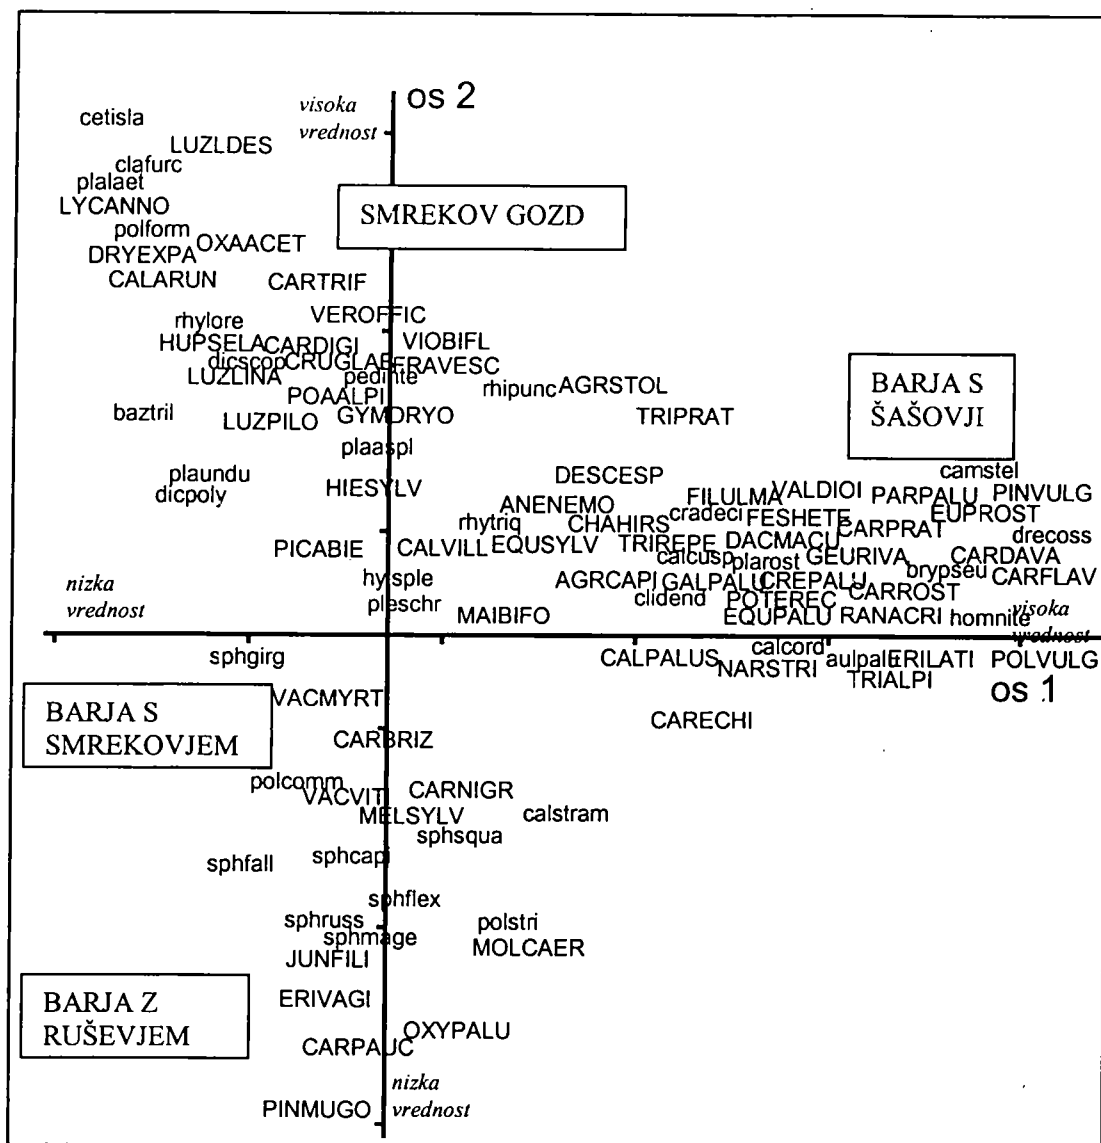 visoka
vrednost
os 2
cetisla
LUZLDES
clafurc
plalaet
LYCANNO
SMREKOV GOZD
polform
OXAACET
DRYEXPA
CALARUN
CARTRIF
rhylore
VEROFFIC
HUPSELA
CARDIGI
VIOBIFL
dicscop
CRUGLAB
FRAVESC
LUZLINA
pedinte
POAALPI
rhipunc
AGRSTOL
BARJA S
ŠAŠOVJI
baztril
LUZPILO
GYMDRYO
TRIPRAT
plaaspl
plaundu
dicpoly
HIESYLV
DESCESP
camstel
FILULMA
VALDIOI
PARPALU
PINVULG
ANENEMO
rhytriq
CHAHIRS
cradeci
FESHETE
EUPROST
CARPRAT
drecoss
PICABIE
CALVILL
EQUSYLV
TRIREPE
DACMACU
calcusp
plarost
GEURIVA
CARDAVA
brypseu
nizka
vrednost
hylsple
AGRCAPI
GALPALU
CREPALU
CARFLAV
pleschr
clidend
POTEREC
CARROST
MAIBIFO
EQUPALU
RANACRI
homnite
visoka
vrednost
sphgirg
CALPALUS
calcord
NARSTRI
aulpalu
ERILATI
POLVULG
TRIALPI
os 1
VACMYRT
BARJA S
SMREKOVJEM
CARBRIZ
CARECHI
polcomm
VACVITI
CARNIGR
MELSYLV
calstram
sphsqua
sphfall
sphcapi
sphflex
sphruss
polstri
sphmage
MOLCAER
JUNFILI
BARJA Z
RUŠEVJEM
ERIVAGI
OXYPALU
CARPAUC
nizka
vrednost
PINMUGO